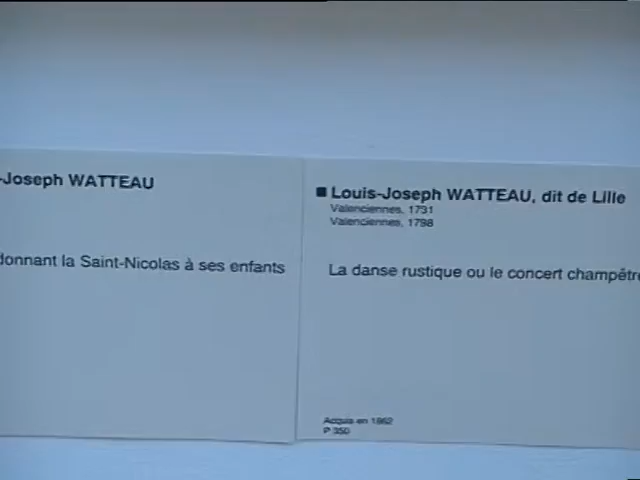 -Joseph WATTEAU
donnant la Saint-Nicolas à ses enfants
Louis-Joseph WATTEAU, dit de Lille
Valenciennes, 1731
Valenciennes, 1798
La danse rustique ou le concert champêtre
Acquis en 1862
P 350